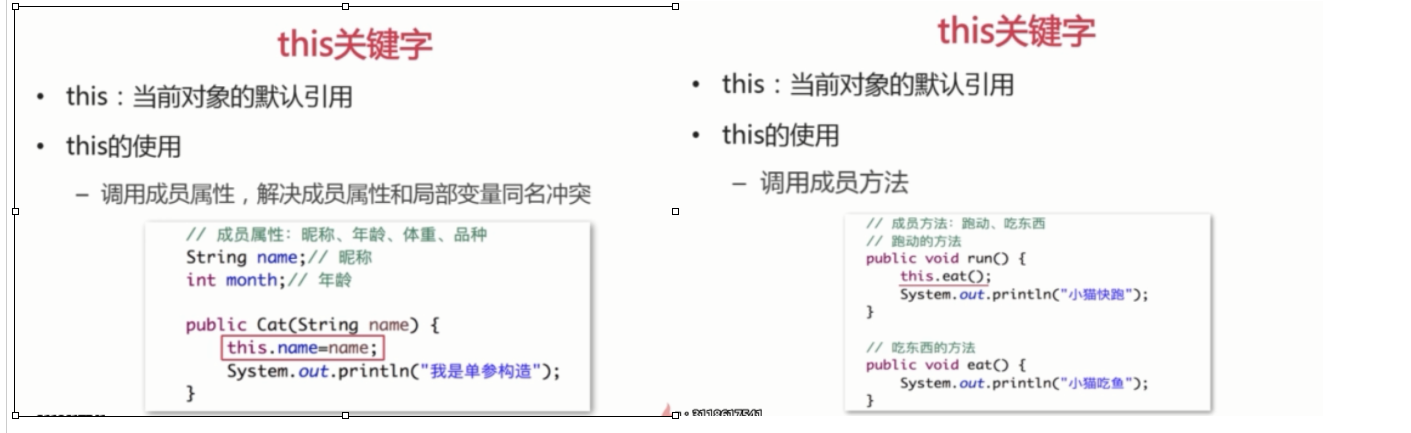 this关键字
• this：当前对象的默认引用
• this的使用
– 调用成员属性，解决成员属性和局部变量同名冲突
// 成员属性：昵称、年龄、体重、品种
String name;// 昵称
int month;// 年龄
public Cat(String name) {
this.name=name;
System.out.println("我是单参构造");
}
this关键字
• this：当前对象的默认引用
• this的使用
– 调用成员方法
// 成员方法：跑动、吃东西
// 跑动的方法
public void run() {
this.eat();
System.out.println("小猫快跑");
}
// 吃东西的方法
public void eat() {
System.out.println("小猫吃鱼");
}